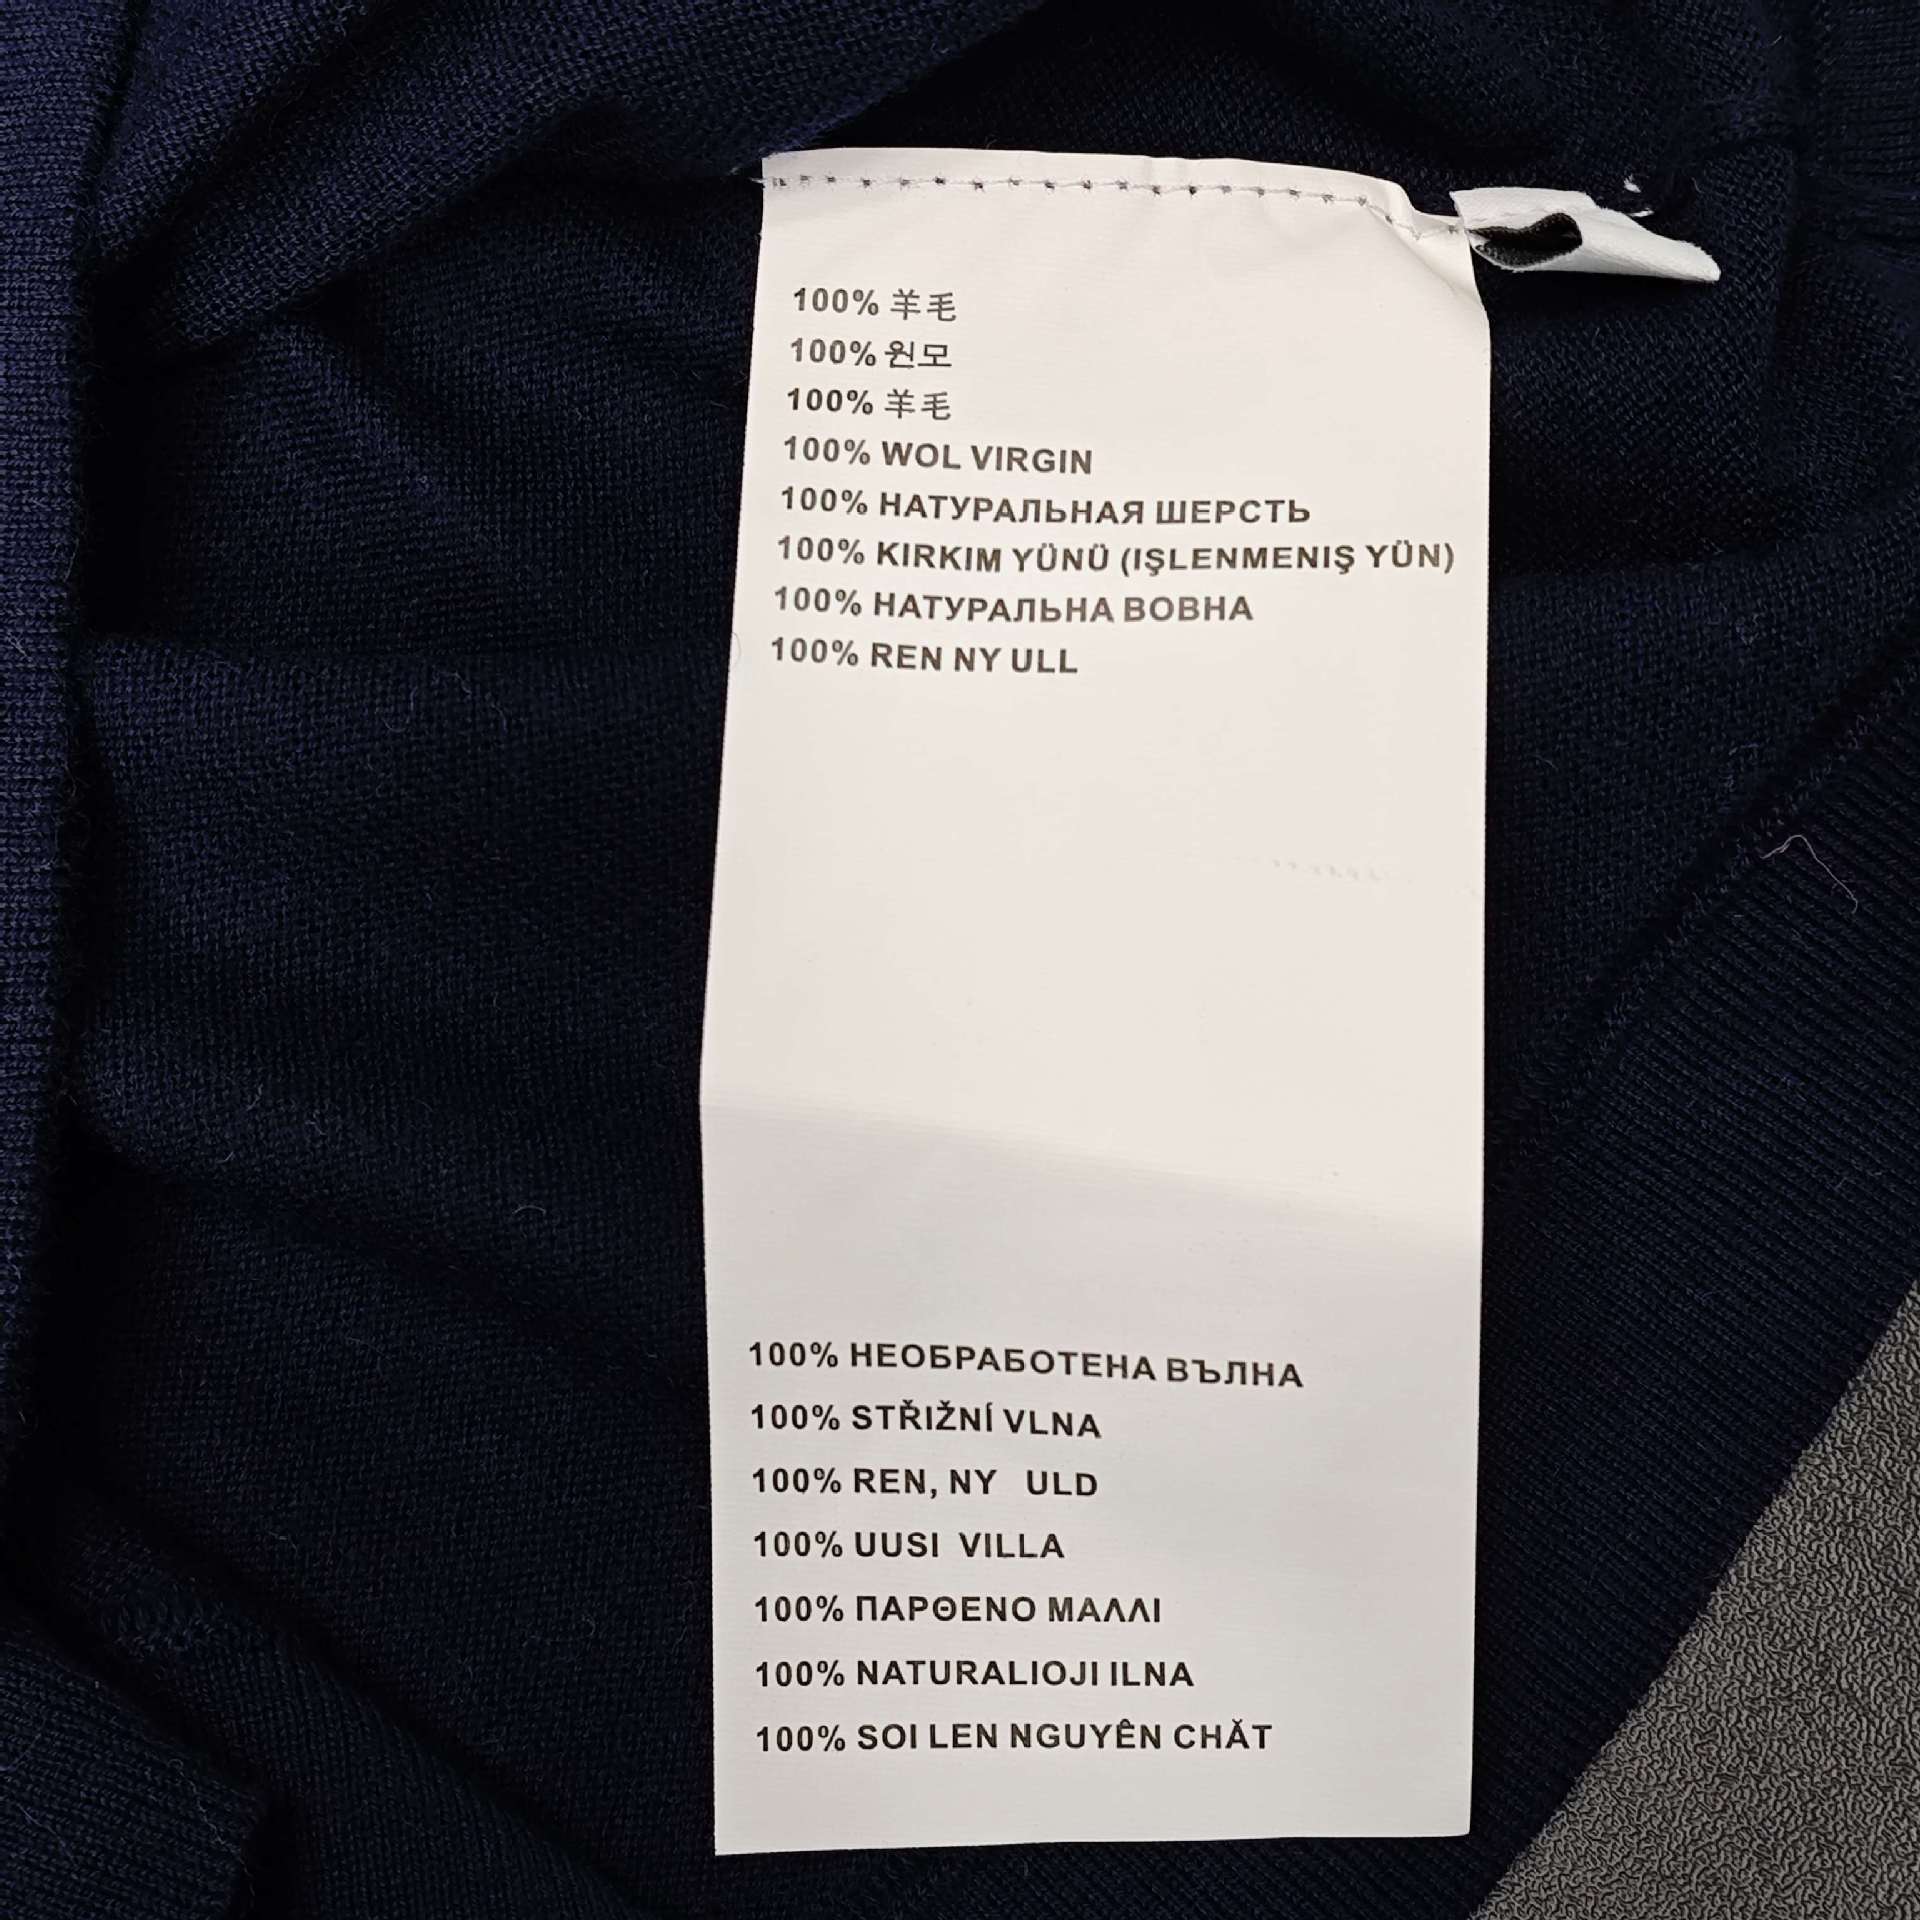 100% 羊毛
100% 원모
100% 羊毛
100% WOL VIRGIN
100% НАТУРАЛЬНАЯ ШЕРСТЬ
100% KIRKIM YÜNÜ (IŞLENMENIŞ YÜN)
100% НАТУРАЛЬНА ВОВНА
100% REN NY ULL
100% НЕОБРАБОТЕНА ВЪЛНА
100% STŘIŽNÍ VLNA
100% REN, NY ULD
100% UUSI VILLA
100% ΠΑΡΘΕΝΟ ΜΑΛΛΙ
100% NATURALIOJI ILNA
100% SOI LEN NGUYÊN CHĂT